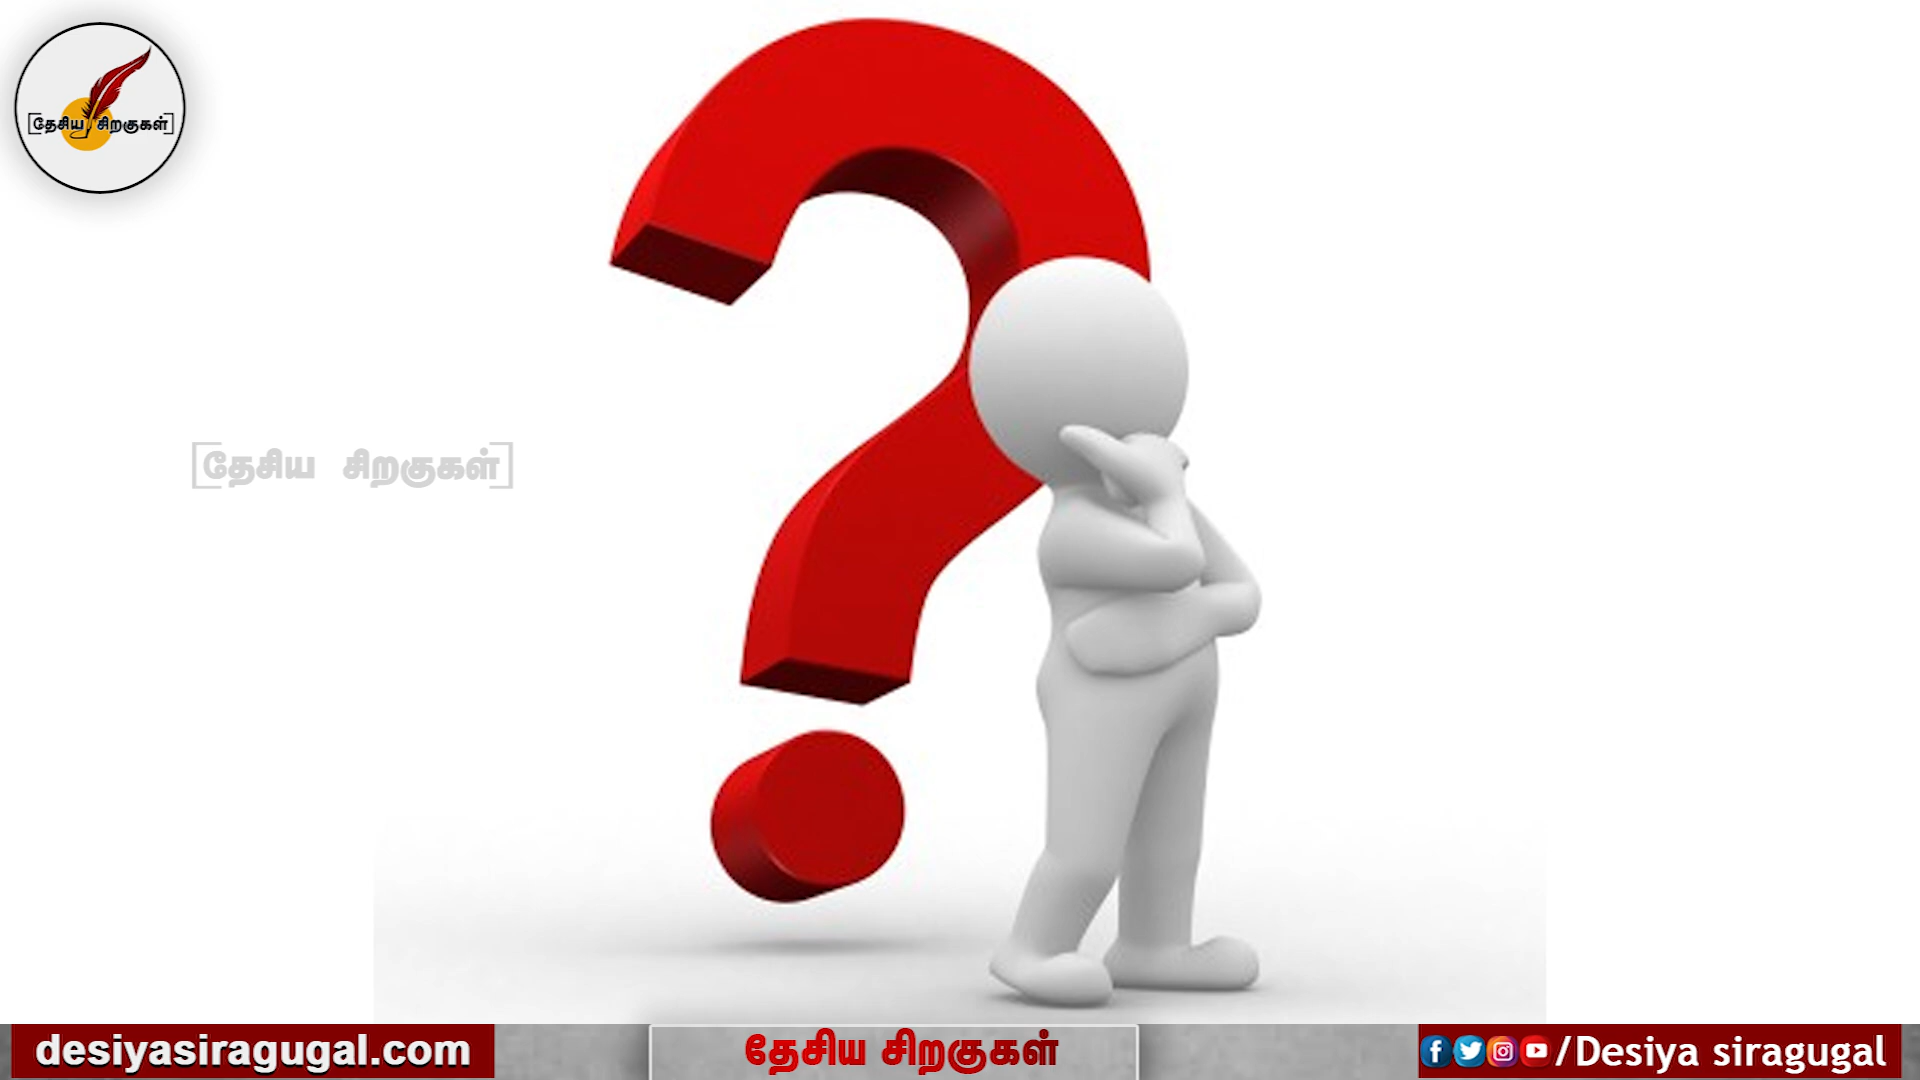 [தேசிய சிறகுகள்]
[தேசிய சிறகுகள்]
desiyasiragugal.com
தேசிய சிறகுகள்
/Desiya siragugal